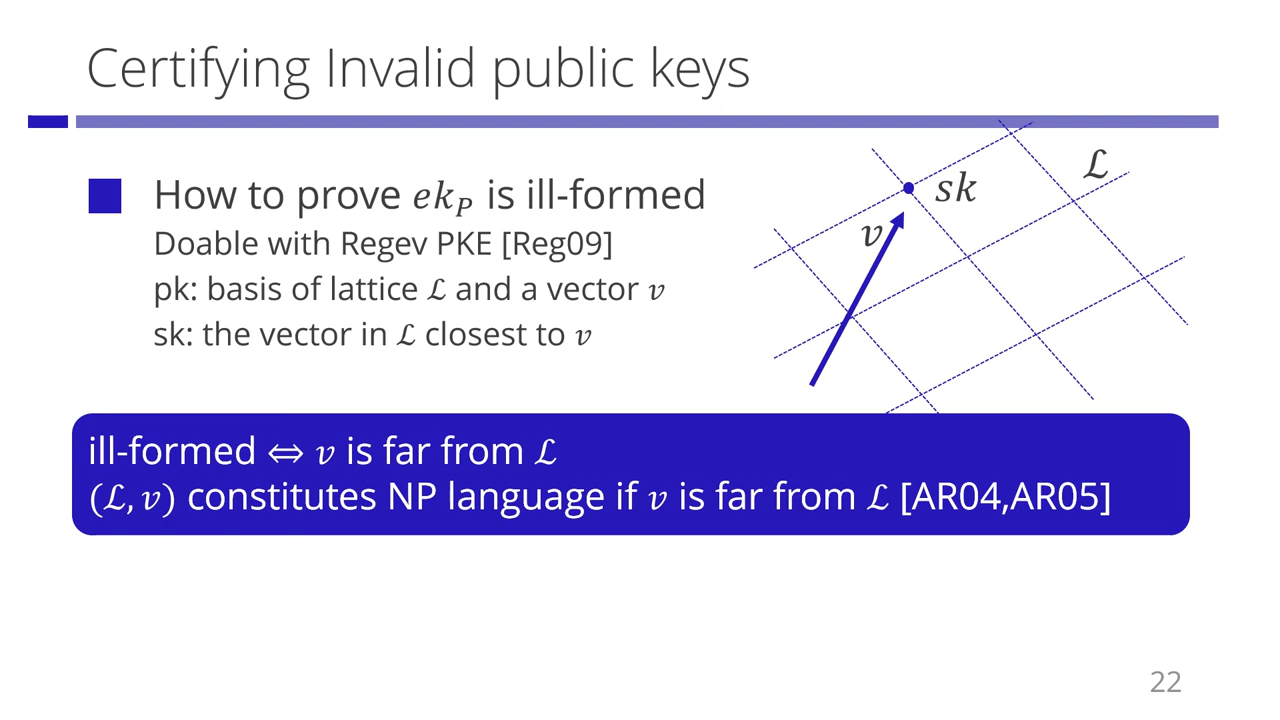 Certifying Invalid public keys
How to prove 𝑒𝑘_𝑃 is ill-formed
Doable with Regev PKE [Reg09]
pk: basis of lattice ℒ and a vector 𝑣
sk: the vector in ℒ closest to 𝑣
ℒ
𝑠𝑘
𝑣
ill-formed ⇔ 𝑣 is far from ℒ
(ℒ, 𝑣) constitutes NP language if 𝑣 is far from ℒ [AR04,AR05]
22